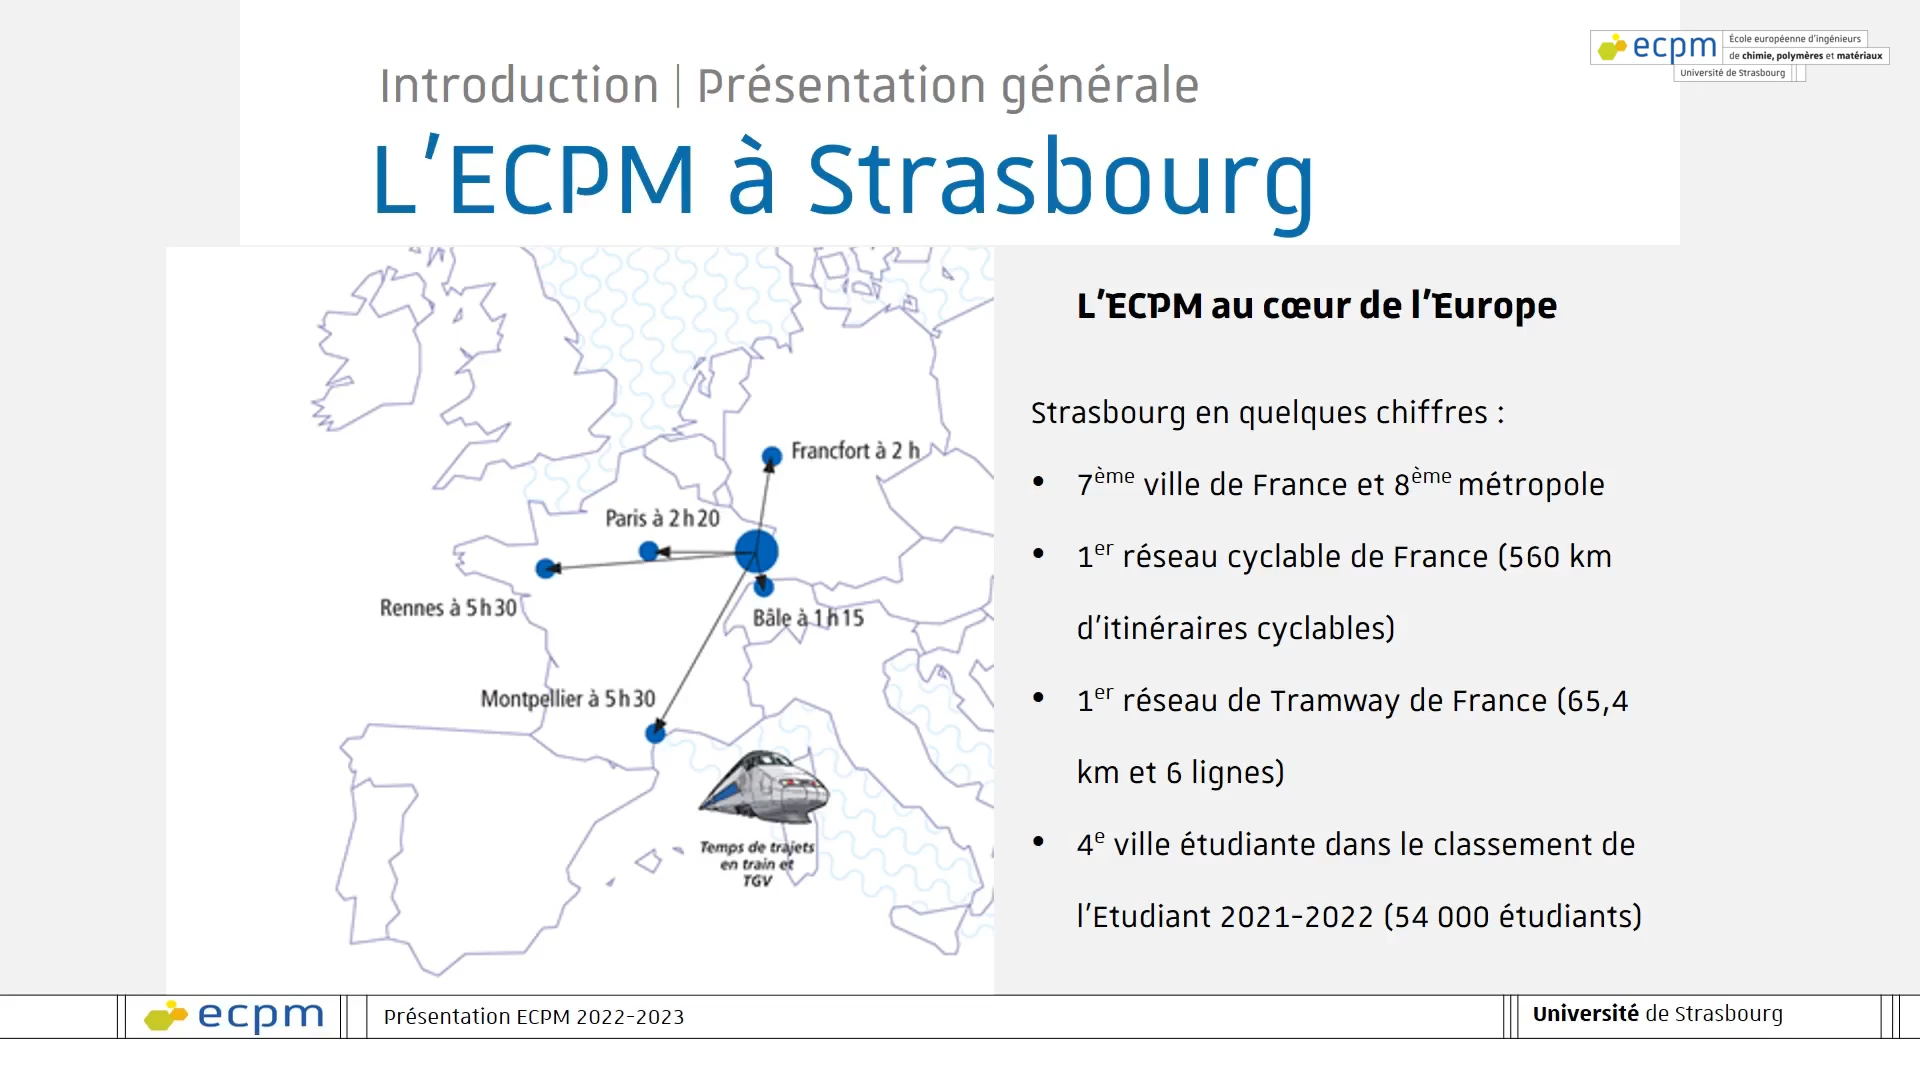 ecpm
École européenne d'ingénieurs
de chimie, polymères et matériaux
Université de Strasbourg
Introduction | Présentation générale
L'ECPM à Strasbourg
Francfort à 2 h
Paris à 2 h 20
Rennes à 5 h 30
Bâle à 1 h 15
Montpellier à 5 h 30
Temps de trajets
en train et
TGV
L'ECPM au cœur de l'Europe
Strasbourg en quelques chiffres :
• 7ème ville de France et 8ème métropole
• 1er réseau cyclable de France (560 km
d'itinéraires cyclables)
• 1er réseau de Tramway de France (65,4
km et 6 lignes)
• 4e ville étudiante dans le classement de
l'Etudiant 2021-2022 (54 000 étudiants)
ecpm
Présentation ECPM 2022-2023
Université de Strasbourg